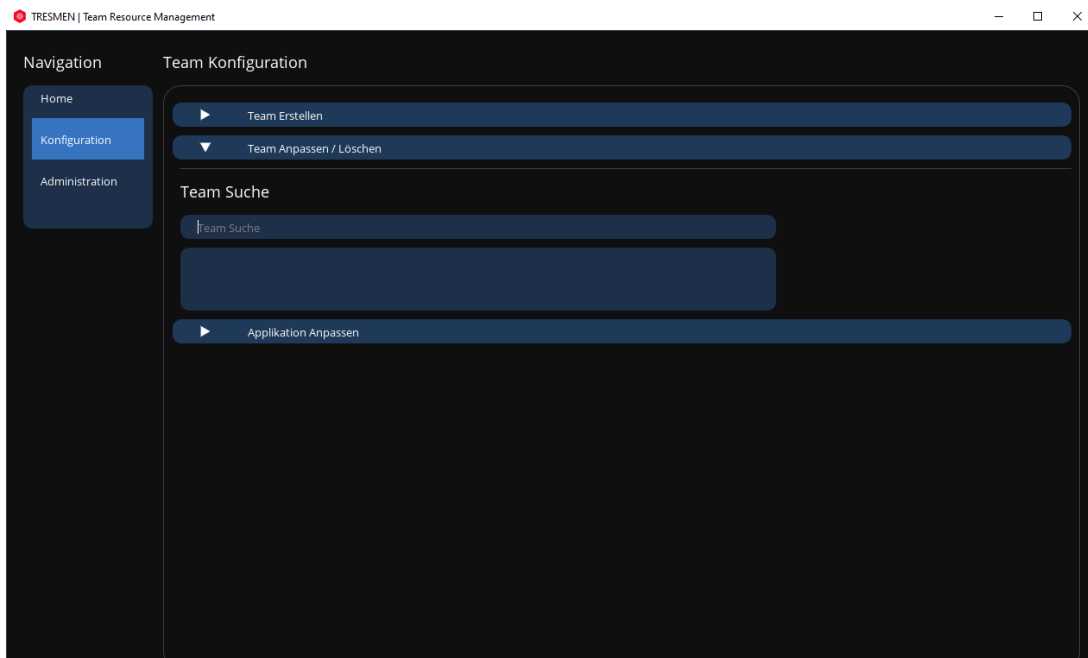 TRESMEN | Team Resource Management
Navigation
Home
Konfiguration
Administration
Team Konfiguration
Team Erstellen
Team Anpassen / Löschen
Team Suche
Team Suche
Applikation Anpassen